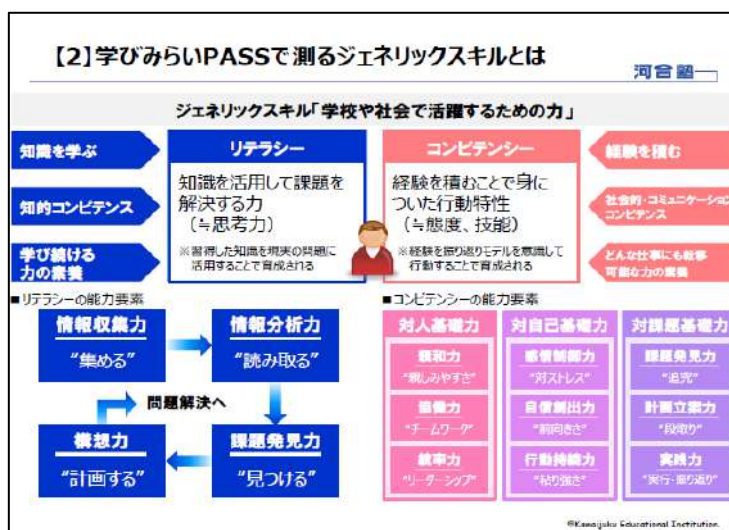 【2】学びみらいPASSで測るジェネリックスキルとは
河合塾
ジェネリックスキル「学校や社会で活躍するための力」
知識を学ぶ
知的コンピテンス
学び続ける
力の素養
リテラシー
知識を活用して課題を
解決する力
(≒思考力)
※習得した知識を現実の問題に
活用することで育成される
コンピテンシー
経験を積むことで身に
ついた行動特性
(≒態度、技能)
※経験を振り返りモデルを意識して
行動することで育成される
経験を積む
社会的・コミュニケーション
コンピテンス
どんな仕事にも転移
可能な力の素養
■リテラシーの能力要素
情報収集力
“集める”
情報分析力
“読み取る”
問題解決へ
構想力
“計画する”
課題発見力
“見つける”
■コンピテンシーの能力要素
対人基礎力
親和力
“親しみやすさ”
協働力
“チームワーク”
統率力
“リーダーシップ”
対自己基礎力
感情制御力
“対ストレス”
自信創出力
“前向きさ”
行動持続力
“粘り強さ”
対課題基礎力
課題発見力
“追究”
計画立案力
“段取り”
実践力
“実行・振り返り”
©Kawaijuku Educational Institution.